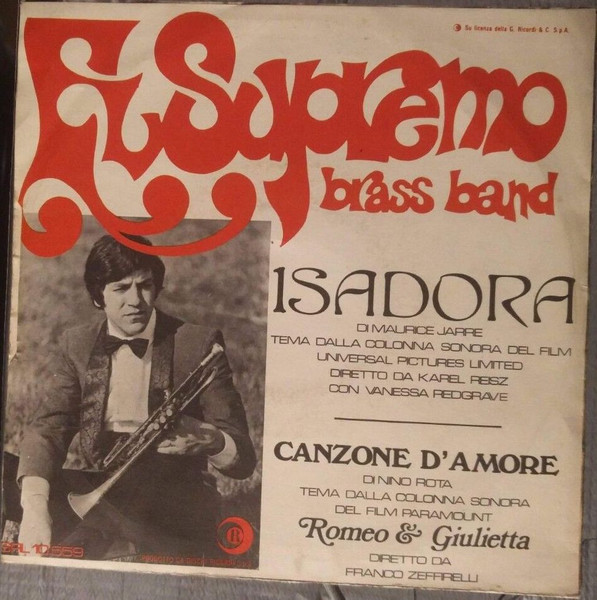 Su licenza della G. Ricordi & C. S.p.A.
El Supremo
brass band
ISADORA
DI MAURICE JARRE
TEMA DALLA COLONNA SONORA DEL FILM
UNIVERSAL PICTURES LIMITED
DIRETTO DA KAREL REISZ
CON VANESSA REDGRAVE
CANZONE D'AMORE
DI NINO ROTA
TEMA DALLA COLONNA SONORA
DEL FILM PARAMOUNT
Romeo & Giulietta
DIRETTO DA
FRANCO ZEFFIRELLI
SRL 10.559
R